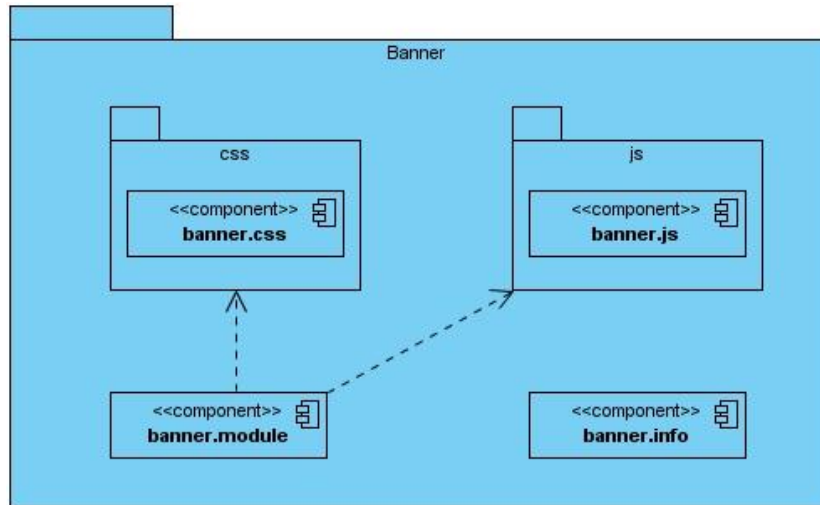 Banner
css
js
<<component>>
banner.css
<<component>>
banner.js
<<component>>
banner.module
<<component>>
banner.info